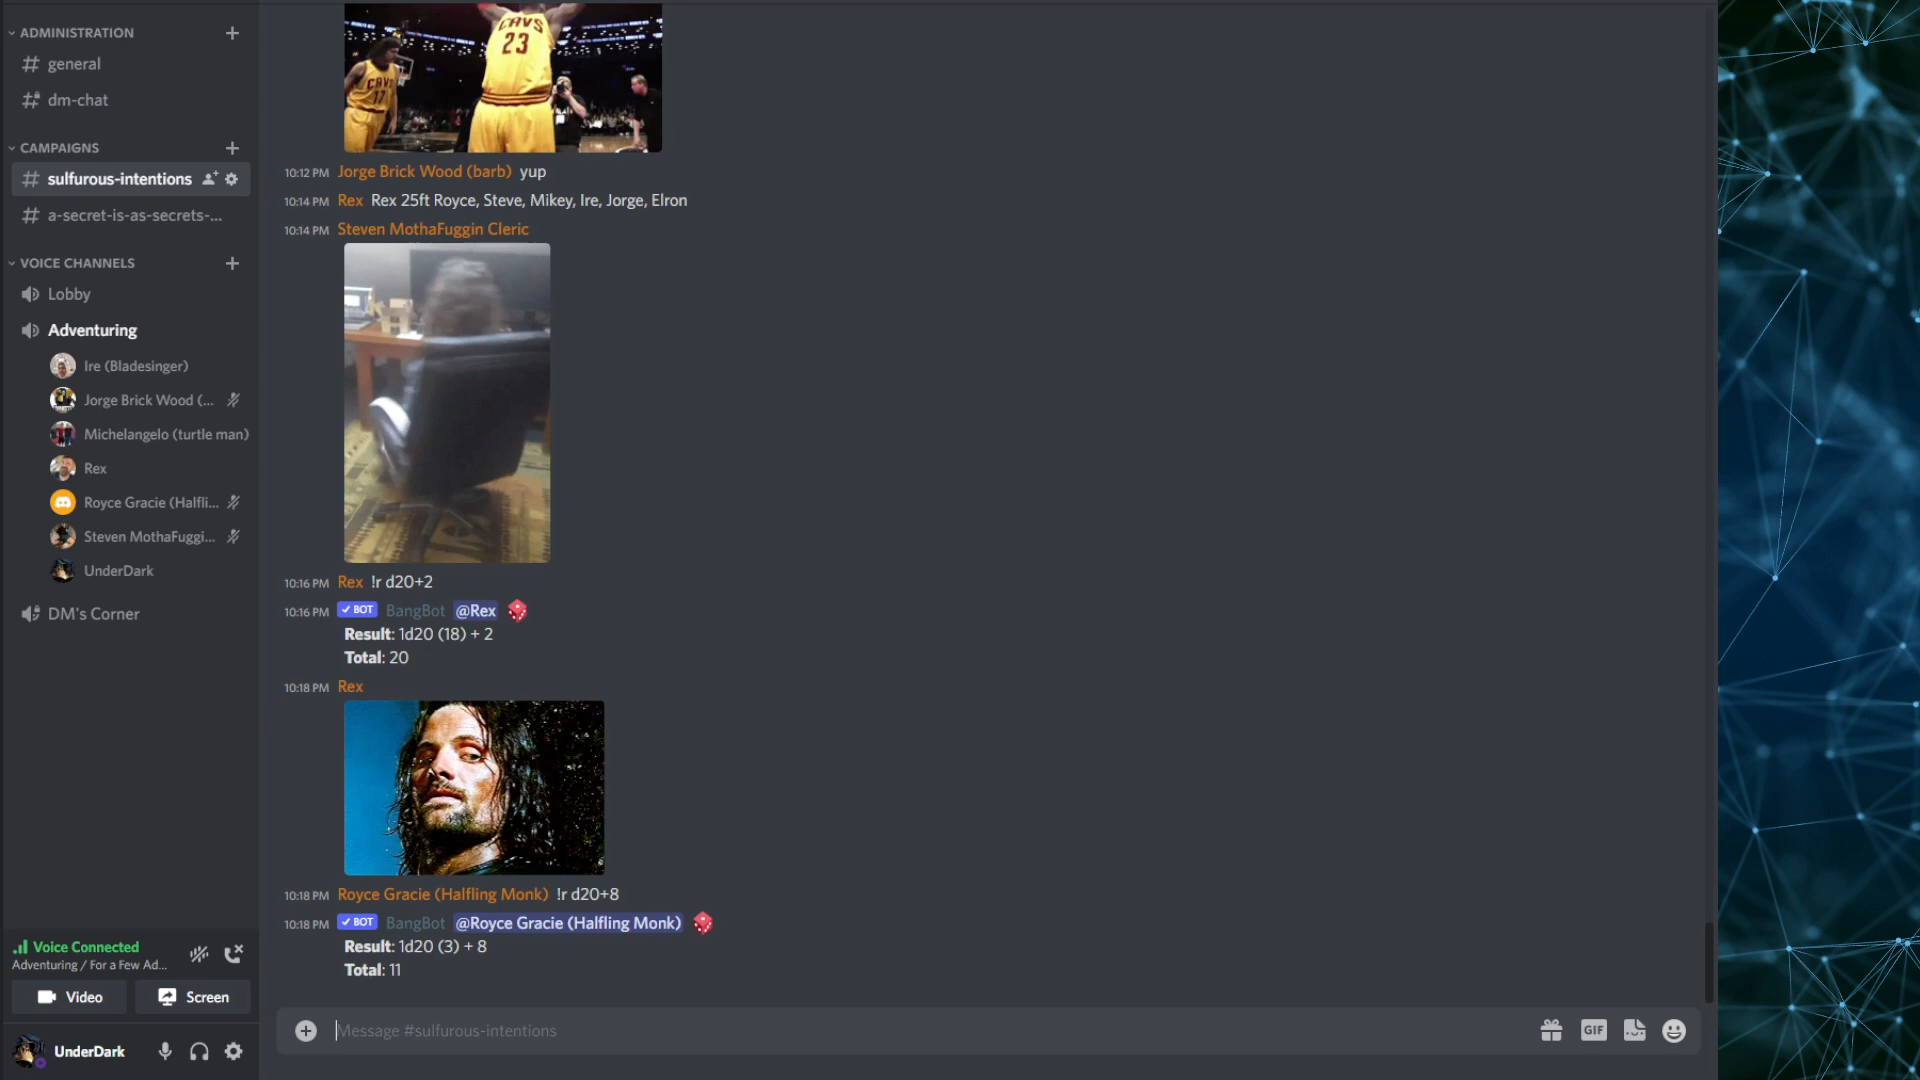 ADMINISTRATION
general
dm-chat
CAMPAIGNS
sulfurous-intentions
a-secret-is-as-secrets-...
VOICE CHANNELS
Lobby
Adventuring
Ire (Bladesinger)
Jorge Brick Wood (...
Michelangelo (turtle man)
Rex
Royce Gracie (Halfli...
Steven MothaFuggi...
UnderDark
DM's Corner
Voice Connected
Adventuring / For a Few Ad...
Video
Screen
UnderDark
CAVS
23
CAVS
17
10:12 PM Jorge Brick Wood (barb) yup
10:14 PM Rex Rex 25ft Royce, Steve, Mikey, Ire, Jorge, Elron
10:14 PM Steven MothaFuggin Cleric
10:16 PM Rex !r d20+2
10:16 PM BOT BangBot @Rex
Result: 1d20 (18) + 2
Total: 20
10:18 PM Rex
10:18 PM Royce Gracie (Halfling Monk) !r d20+8
10:18 PM BOT BangBot @Royce Gracie (Halfling Monk)
Result: 1d20 (3) + 8
Total: 11
Message #sulfurous-intentions
GIF